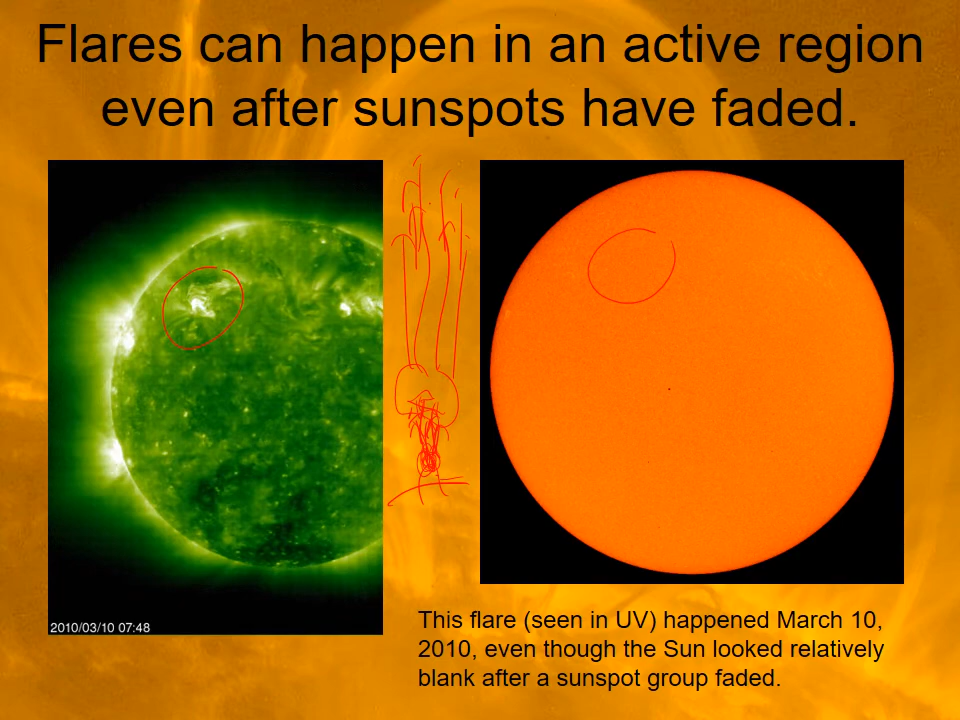 Flares can happen in an active region
even after sunspots have faded.
2010/03/10 07:48
This flare (seen in UV) happened March 10,
2010, even though the Sun looked relatively
blank after a sunspot group faded.